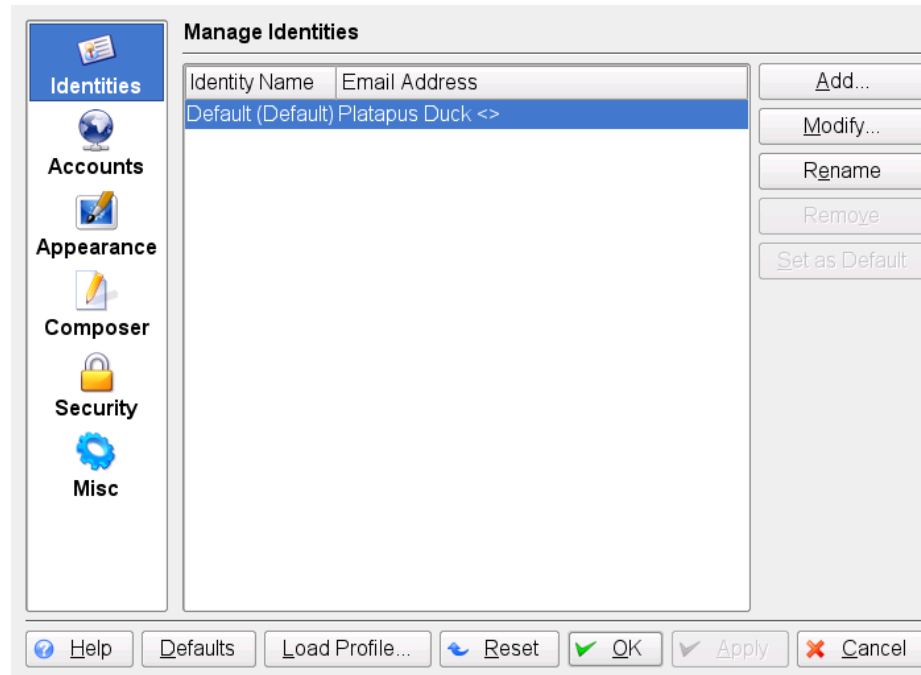 Manage Identities
Identities
Accounts
Appearance
Composer
Security
Misc
Identity Name Email Address
Default (Default) Platapus Duck <>
Add...
Modify...
Rename
Remove
Set as Default
Help Defaults Load Profile... Reset OK Apply Cancel